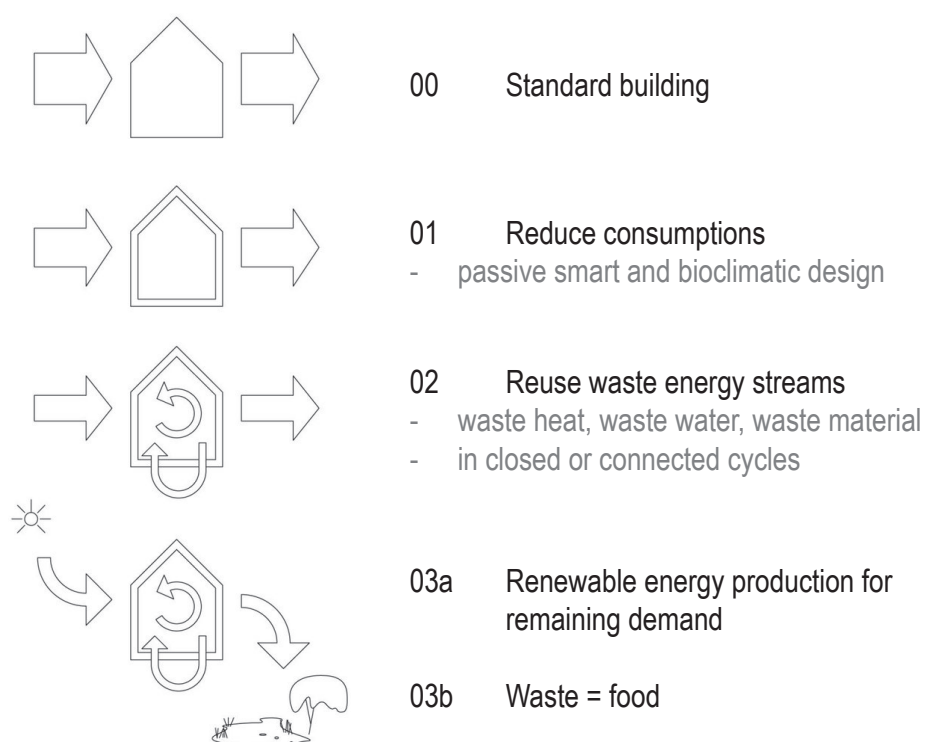 00 Standard building
01 Reduce consumptions
- passive smart and bioclimatic design
02 Reuse waste energy streams
- waste heat, waste water, waste material
- in closed or connected cycles
03a Renewable energy production for
remaining demand
03b Waste = food